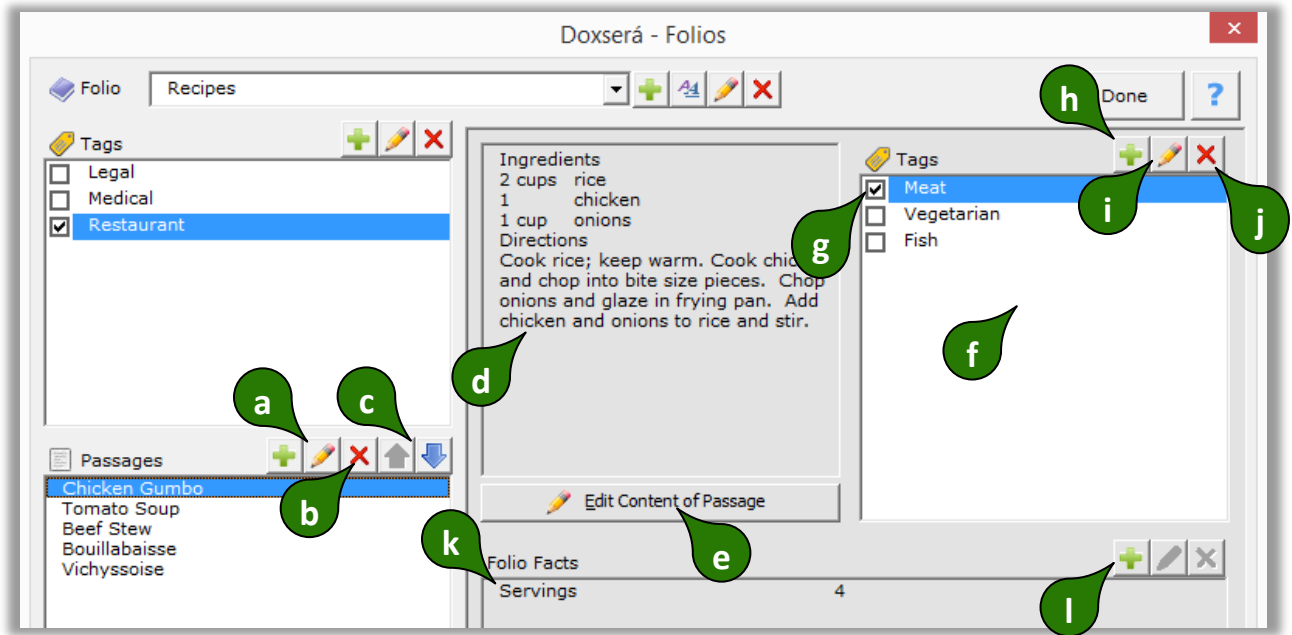 Doxserá - Folios
Folio
Recipes
Done
?
h
Tags
Legal
Medical
Restaurant
Ingredients
2 cups rice
1 chicken
1 cup onions
Directions
Cook rice; keep warm. Cook chic
and chop into bite size pieces. Chop
onions and glaze in frying pan. Add
chicken and onions to rice and stir.
Tags
Meat
Vegetarian
Fish
g
i
j
f
d
a
c
Passages
Chicken Gumbo
Tomato Soup
Beef Stew
Bouillabaisse
Vichyssoise
b
Edit Content of Passage
e
k
Folio Facts
Servings 4
l